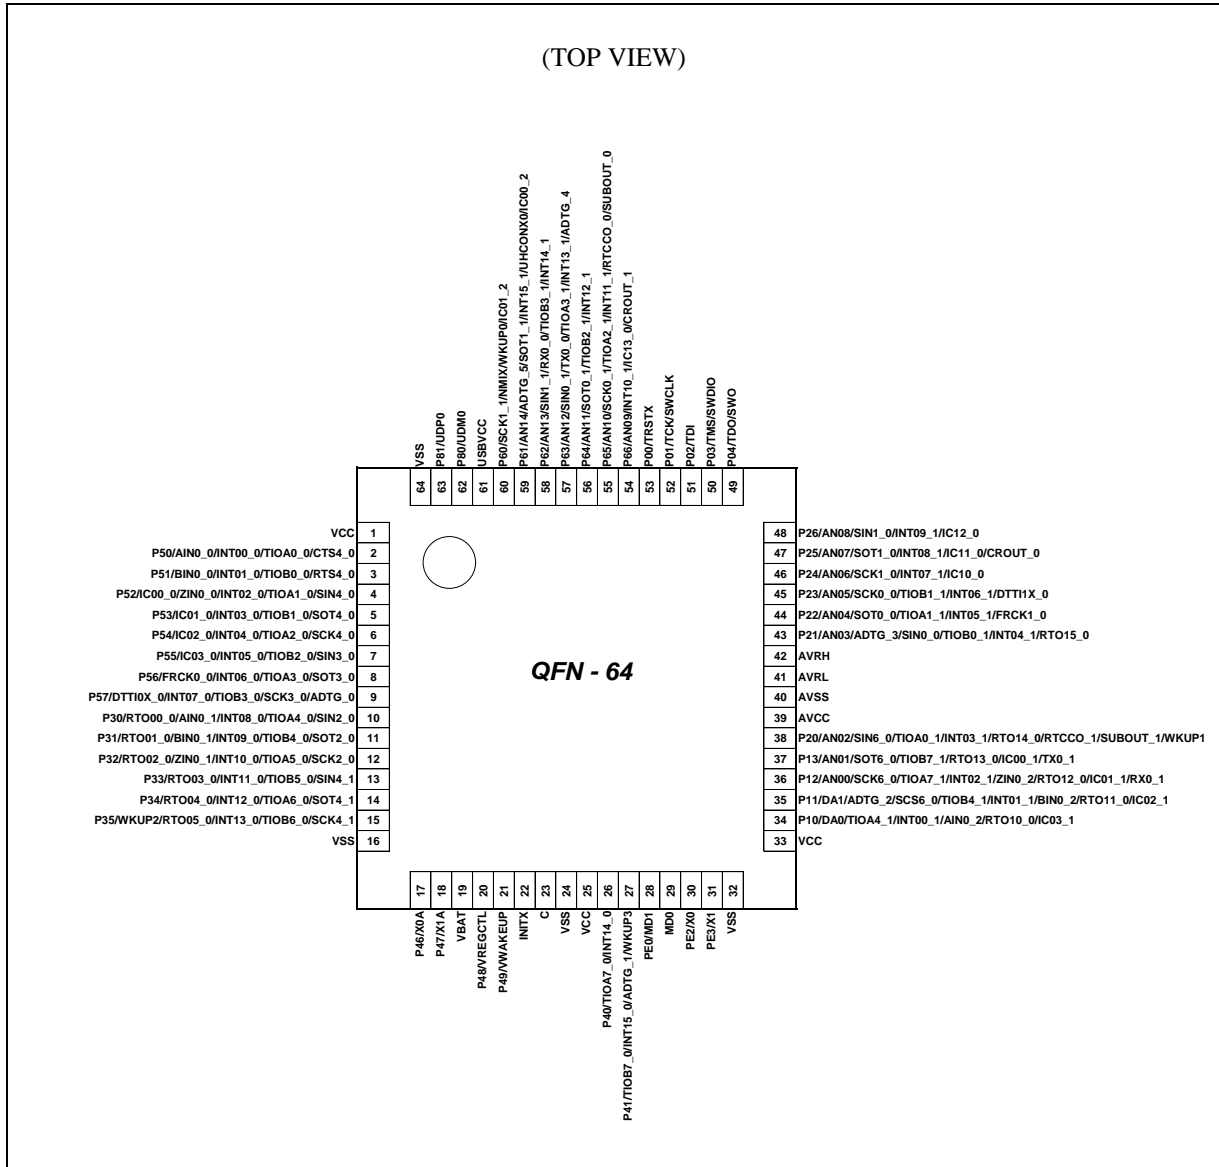 (TOP VIEW)
VSS
P81/UDP0
P80/UDM0
USBVCC
P60/SCK1_1/NMIX/WKUP0/IC01_2
P61/AN14/ADTG_5/SOT1_1/INT15_1/UHCONX0/IC00_2
P62/AN13/SIN1_1/RX0_0/TIOB3_1/INT14_1
P63/AN12/SIN0_1/TX0_0/TIOA3_1/INT13_1/ADTG_4
P64/AN11/SOT0_1/TIOB2_1/INT12_1
P65/AN10/SCK0_1/TIOA2_1/INT11_1/RTCCO_0/SUBOUT_0
P66/AN09/INT10_1/IC13_0/CROUT_1
P00/TRSTX
P01/TCK/SWCLK
P02/TDI
P03/TMS/SWDIO
P04/TDO/SWO
64 63 62 61 60 59 58 57 56 55 54 53 52 51 50 49
VCC 1
P50/AIN0_0/INT00_0/TIOA0_0/CTS4_0 2
P51/BIN0_0/INT01_0/TIOB0_0/RTS4_0 3
P52/IC00_0/ZIN0_0/INT02_0/TIOA1_0/SIN4_0 4
P53/IC01_0/INT03_0/TIOB1_0/SOT4_0 5
P54/IC02_0/INT04_0/TIOA2_0/SCK4_0 6
P55/IC03_0/INT05_0/TIOB2_0/SIN3_0 7
P56/FRCK0_0/INT06_0/TIOA3_0/SOT3_0 8
P57/DTTI0X_0/INT07_0/TIOB3_0/SCK3_0/ADTG_0 9
P30/RTO00_0/AIN0_1/INT08_0/TIOA4_0/SIN2_0 10
P31/RTO01_0/BIN0_1/INT09_0/TIOB4_0/SOT2_0 11
P32/RTO02_0/ZIN0_1/INT10_0/TIOA5_0/SCK2_0 12
P33/RTO03_0/INT11_0/TIOB5_0/SIN4_1 13
P34/RTO04_0/INT12_0/TIOA6_0/SOT4_1 14
P35/WKUP2/RTO05_0/INT13_0/TIOB6_0/SCK4_1 15
VSS 16
QFN - 64
48 P26/AN08/SIN1_0/INT09_1/IC12_0
47 P25/AN07/SOT1_0/INT08_1/IC11_0/CROUT_0
46 P24/AN06/SCK1_0/INT07_1/IC10_0
45 P23/AN05/SCK0_0/TIOB1_1/INT06_1/DTTI1X_0
44 P22/AN04/SOT0_0/TIOA1_1/INT05_1/FRCK1_0
43 P21/AN03/ADTG_3/SIN0_0/TIOB0_1/INT04_1/RTO15_0
42 AVRH
41 AVRL
40 AVSS
39 AVCC
38 P20/AN02/SIN6_0/TIOA0_1/INT03_1/RTO14_0/RTCCO_1/SUBOUT_1/WKUP1
37 P13/AN01/SOT6_0/TIOB7_1/RTO13_0/IC00_1/TX0_1
36 P12/AN00/SCK6_0/TIOA7_1/INT02_1/ZIN0_2/RTO12_0/IC01_1/RX0_1
35 P11/DA1/ADTG_2/SCS6_0/TIOB4_1/INT01_1/BIN0_2/RTO11_0/IC02_1
34 P10/DA0/TIOA4_1/INT00_1/AIN0_2/RTO10_0/IC03_1
33 VCC
17 18 19 20 21 22 23 24 25 26 27 28 29 30 31 32
P46/X0A
P47/X1A
VBAT
P48/VREGCTL
P49/VWAKEUP
INITX
C
VSS
VCC
P40/TIOA7_0/INT14_0
P41/TIOB7_0/INT15_0/ADTG_1/WKUP3
PE0/MD1
MD0
PE2/X0
PE3/X1
VSS